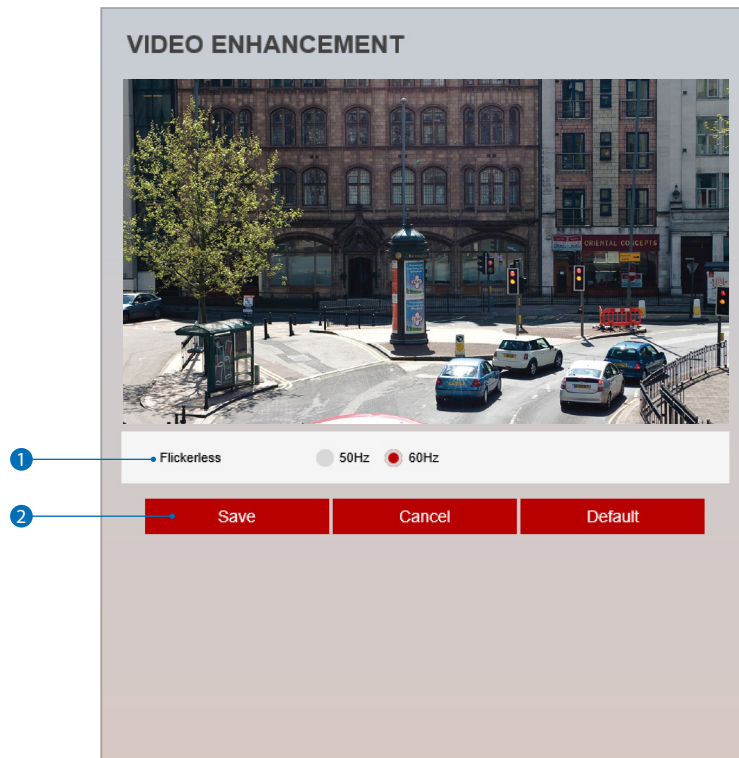 VIDEO ENHANCEMENT
ORIENTAL CONCEPTS
1
Flickerless 50Hz 60Hz
2
Save Cancel Default